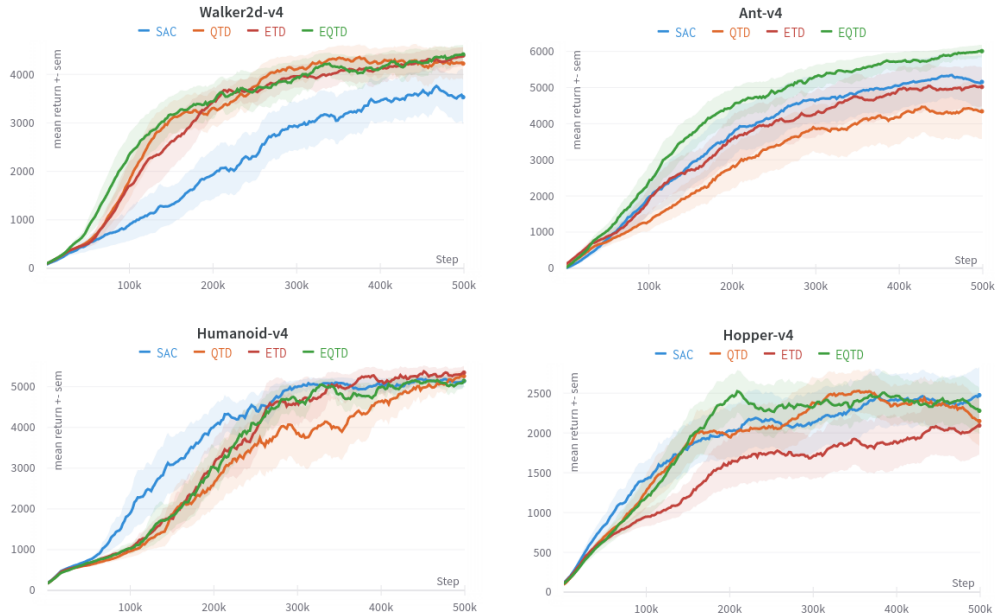 Walker2d-v4
SAC QTD ETD EQTD
mean return +- sem
4000
3000
2000
1000
0
Step
100k 200k 300k 400k 500k
Ant-v4
SAC QTD ETD EQTD
mean return +- sem
6000
5000
4000
3000
2000
1000
0
Step
100k 200k 300k 400k 500k
Humanoid-v4
SAC QTD ETD EQTD
mean return +- sem
5000
4000
3000
2000
1000
0
Step
100k 200k 300k 400k 500k
Hopper-v4
SAC QTD ETD EQTD
mean return +- sem
2500
2000
1500
1000
500
0
Step
100k 200k 300k 400k 500k